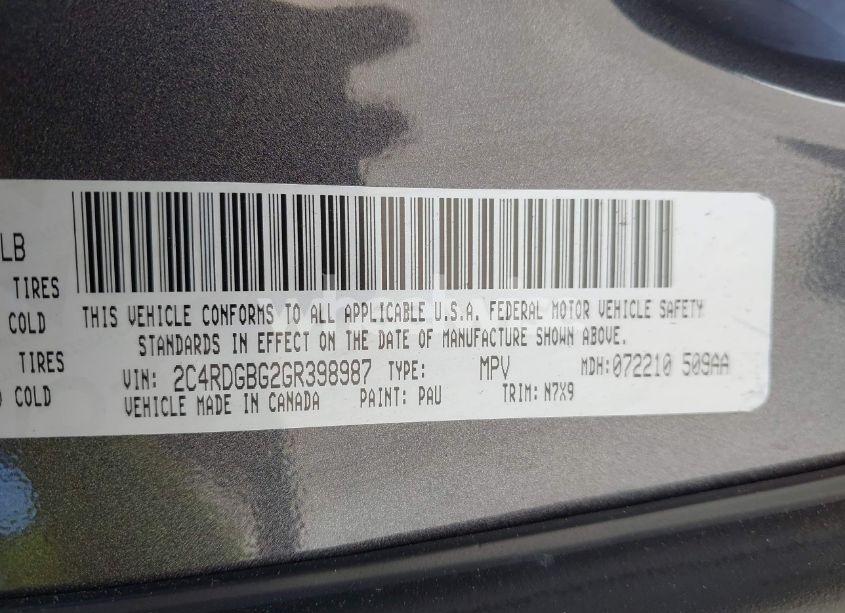 LB
TIRES
COLD
TIRES
COLD
THIS VEHICLE CONFORMS TO ALL APPLICABLE U.S.A. FEDERAL MOTOR VEHICLE SAFETY
STANDARDS IN EFFECT ON THE DATE OF MANUFACTURE SHOWN ABOVE.
VIN: 2C4RDGBG2GR398987 TYPE: MPV MDH:072210 509AA
VEHICLE MADE IN CANADA PAINT: PAU TRIM: N7X9